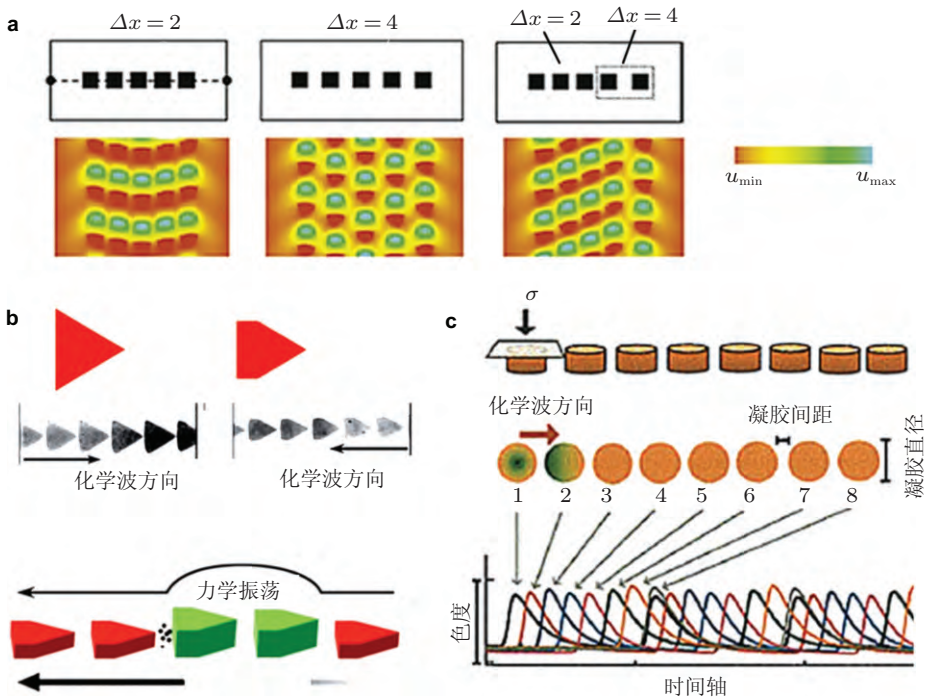 a
Δx = 2
Δx = 4
Δx = 2
Δx = 4
u_min
u_max
b
化学波方向
化学波方向
力学振荡
c
σ
化学波方向
凝胶间距
凝胶直径
1 2 3 4 5 6 7 8
色度
时间轴